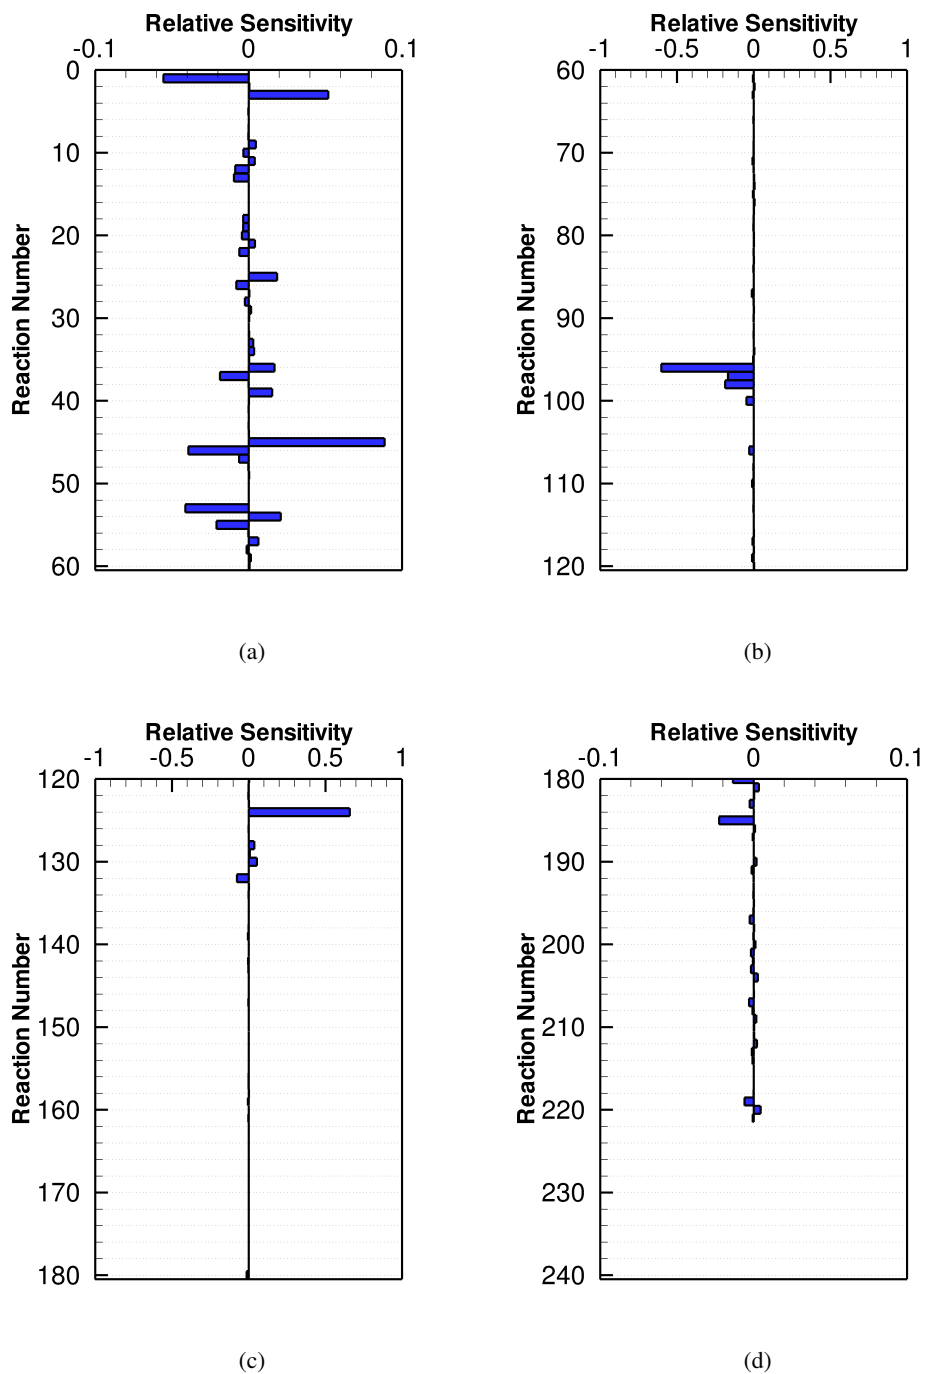 Relative Sensitivity
-0.1 0 0.1
0
10
20
30
40
50
60
Reaction Number
(a)
Relative Sensitivity
-1 -0.5 0 0.5 1
60
70
80
90
100
110
120
Reaction Number
(b)
Relative Sensitivity
-1 -0.5 0 0.5 1
120
130
140
150
160
170
180
Reaction Number
(c)
Relative Sensitivity
-0.1 0 0.1
180
190
200
210
220
230
240
Reaction Number
(d)